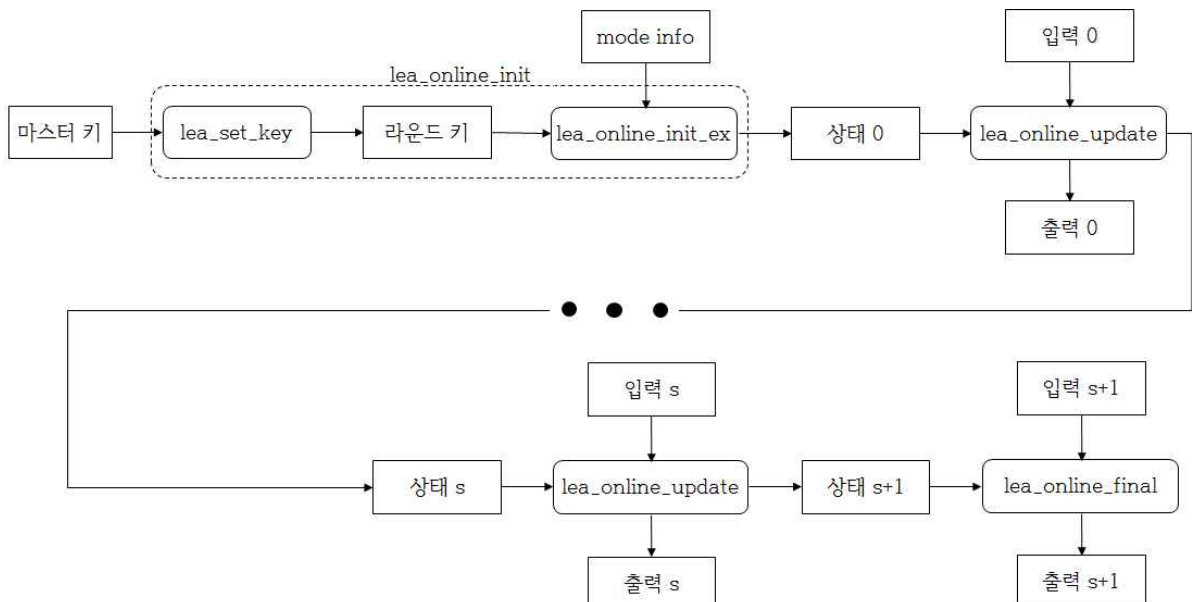 mode info
입력 0
lea_online_init
마스터 키
lea_set_key
라운드 키
lea_online_init_ex
상태 0
lea_online_update
출력 0
입력 s
입력 s+1
상태 s
lea_online_update
상태 s+1
lea_online_final
출력 s
출력 s+1